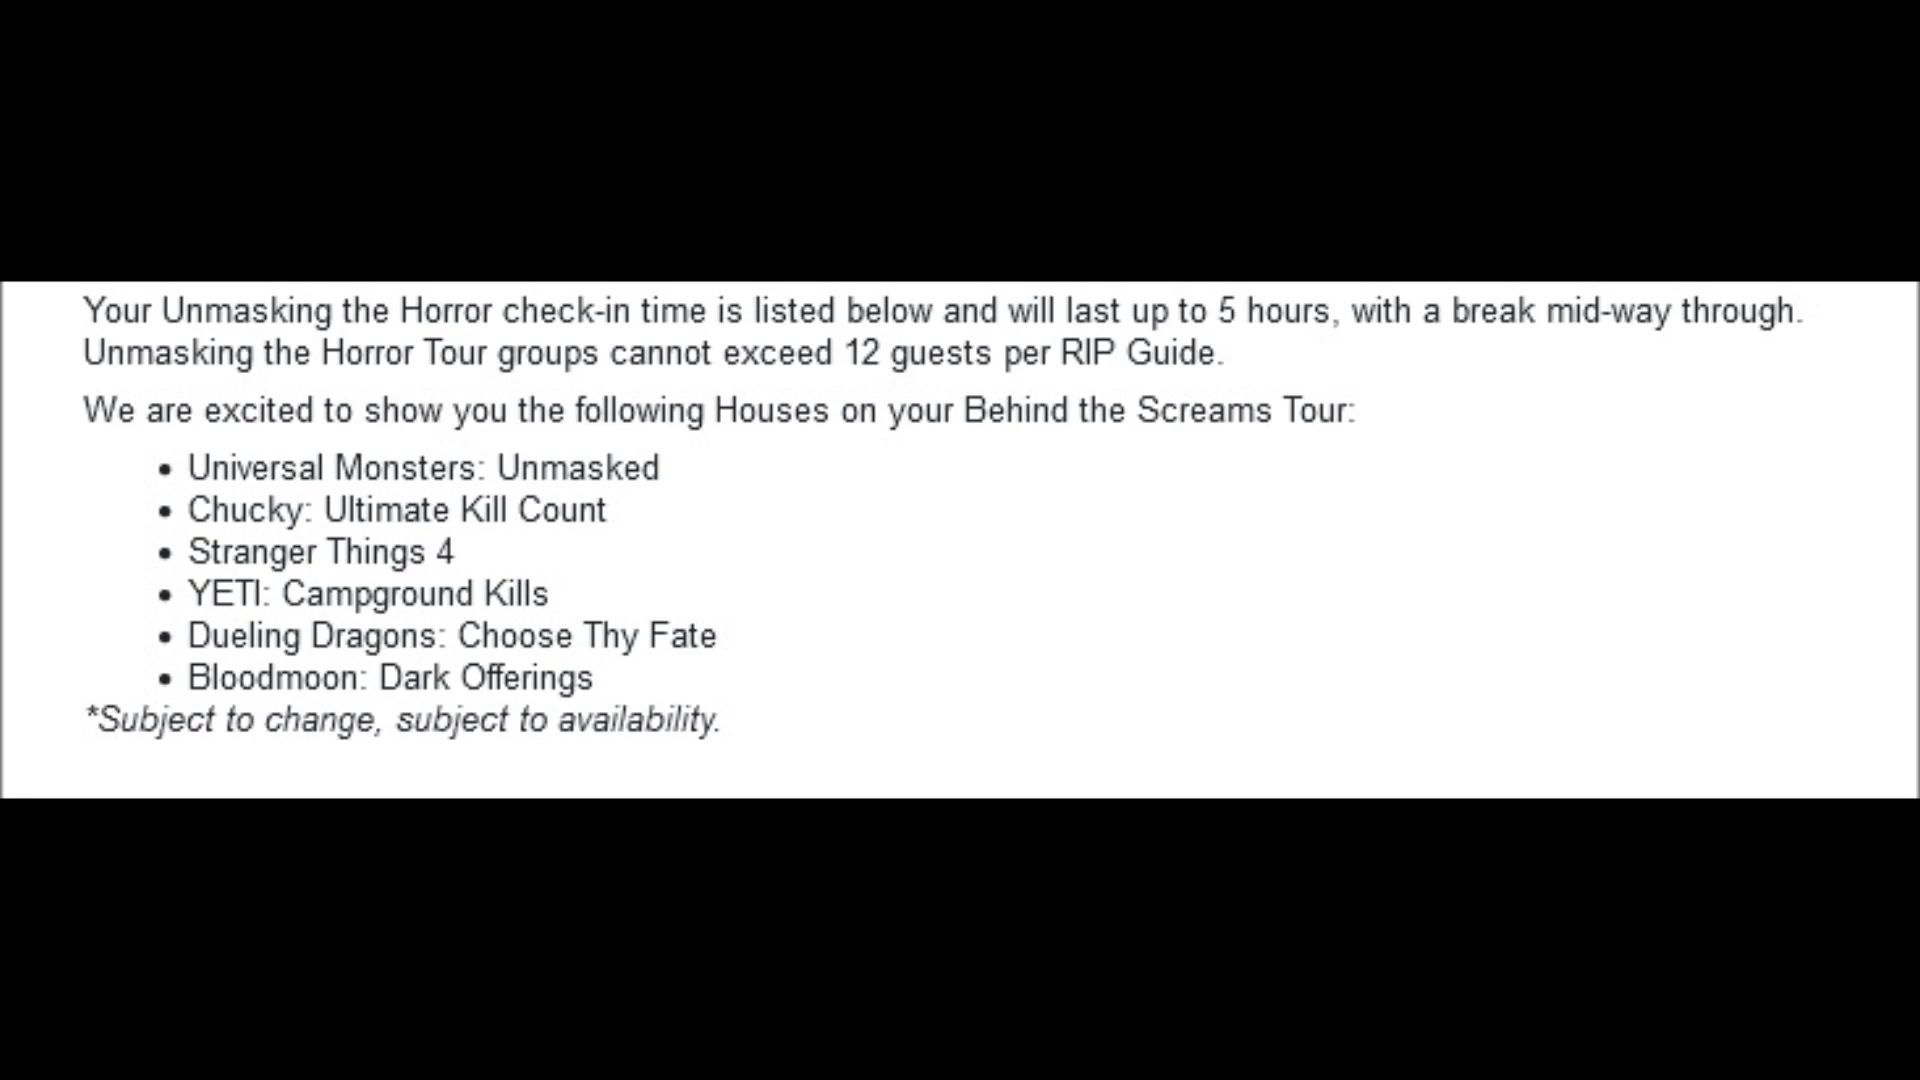 Your Unmasking the Horror check-in time is listed below and will last up to 5 hours, with a break mid-way through.
Unmasking the Horror Tour groups cannot exceed 12 guests per RIP Guide.
We are excited to show you the following Houses on your Behind the Screams Tour:
• Universal Monsters: Unmasked
• Chucky: Ultimate Kill Count
• Stranger Things 4
• YETI: Campground Kills
• Dueling Dragons: Choose Thy Fate
• Bloodmoon: Dark Offerings
*Subject to change, subject to availability.